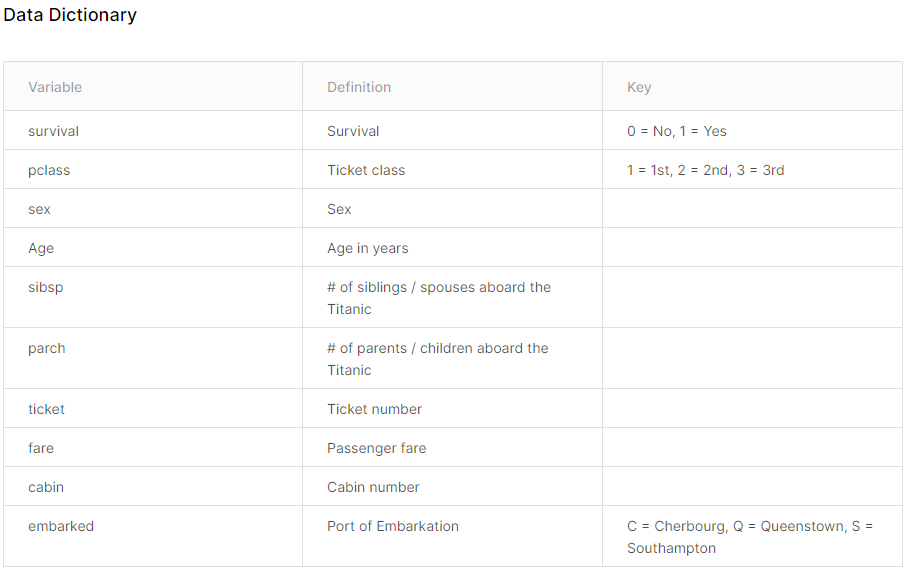 Data Dictionary
Variable Definition Key
survival Survival 0 = No, 1 = Yes
pclass Ticket class 1 = 1st, 2 = 2nd, 3 = 3rd
sex Sex
Age Age in years
sibsp # of siblings / spouses aboard the
Titanic
parch # of parents / children aboard the
Titanic
ticket Ticket number
fare Passenger fare
cabin Cabin number
embarked Port of Embarkation C = Cherbourg, Q = Queenstown, S =
Southampton